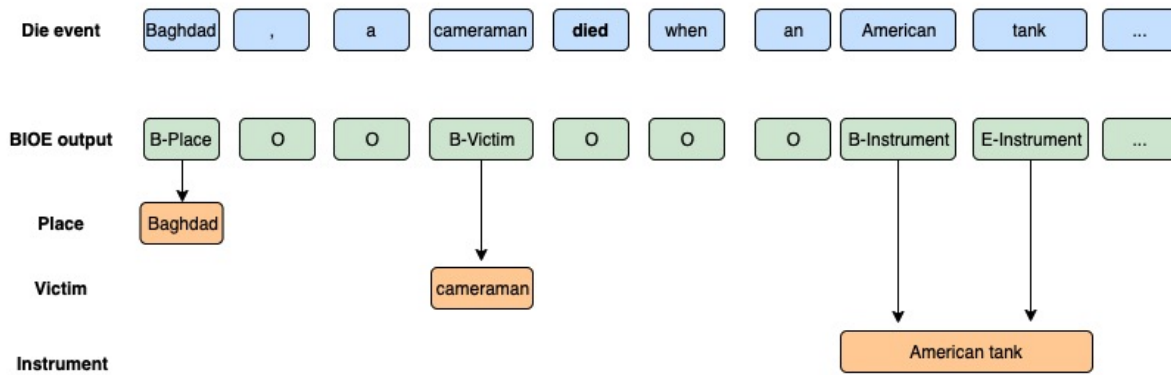 Die event Baghdad , a cameraman died when an American tank ...
BIOE output B-Place O O B-Victim O O O B-Instrument E-Instrument ...
Place Baghdad
Victim cameraman
Instrument American tank